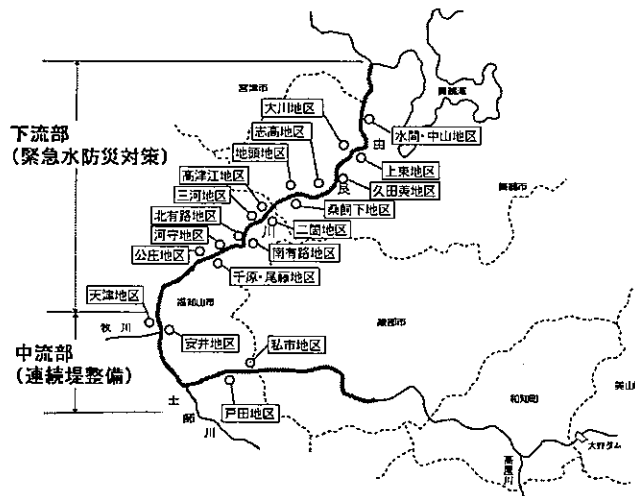 宮津市
舞鶴湾
大川地区
由
水間・中山地区
下流部
(緊急水防災対策)
志高地区
地頭地区
上東地区
良
久田美地区
舞鶴市
高津江地区
三河地区
桑飼下地区
北有路地区
川
二箇地区
河守地区
南有路地区
公庄地区
千原・尾藤地区
天津地区
福知山市
綾部市
牧川
安井地区
中流部
(連続堤整備)
私市地区
戸田地区
和知町
美山
土師川
大野ダム
高屋川